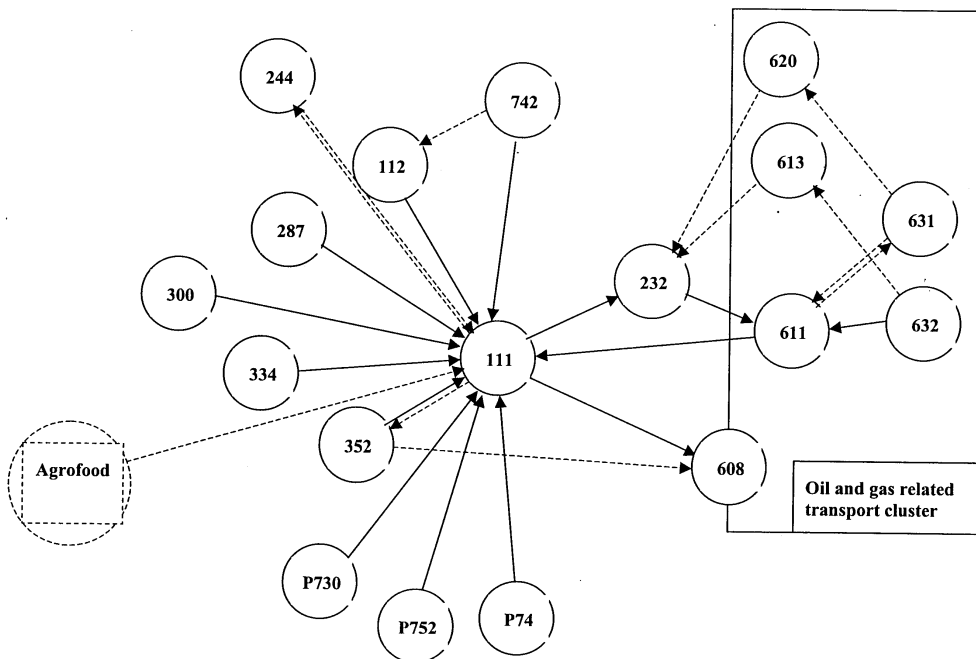 620
244
742
112
613
631
287
232
300
632
611
111
334
352
Agrofood
608
Oil and gas related
transport cluster
P730
P752
P74